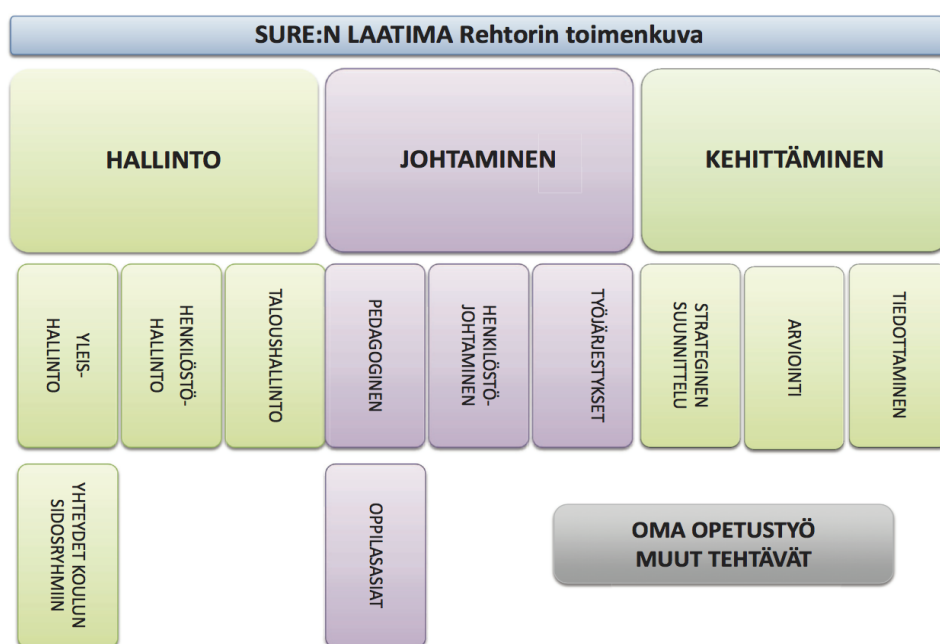 SURE:N LAATIMA Rehtorin toimenkuva
HALLINTO
JOHTAMINEN
KEHITTÄMINEN
YLEIS-
HALLINTO
HENKILÖSTÖ-
HALLINTO
TALOUSHALLINTO
PEDAGOGINEN
HENKILÖSTÖ-
JOHTAMINEN
TYÖJÄRJESTYKSET
STRATEGINEN
SUUNNITTELU
ARVIOINTI
TIEDOTTAMINEN
YHTEYDET KOULUN
SIDOSRYHMIIN
OPPILASASIAT
OMA OPETUSTYÖ
MUUT TEHTÄVÄT